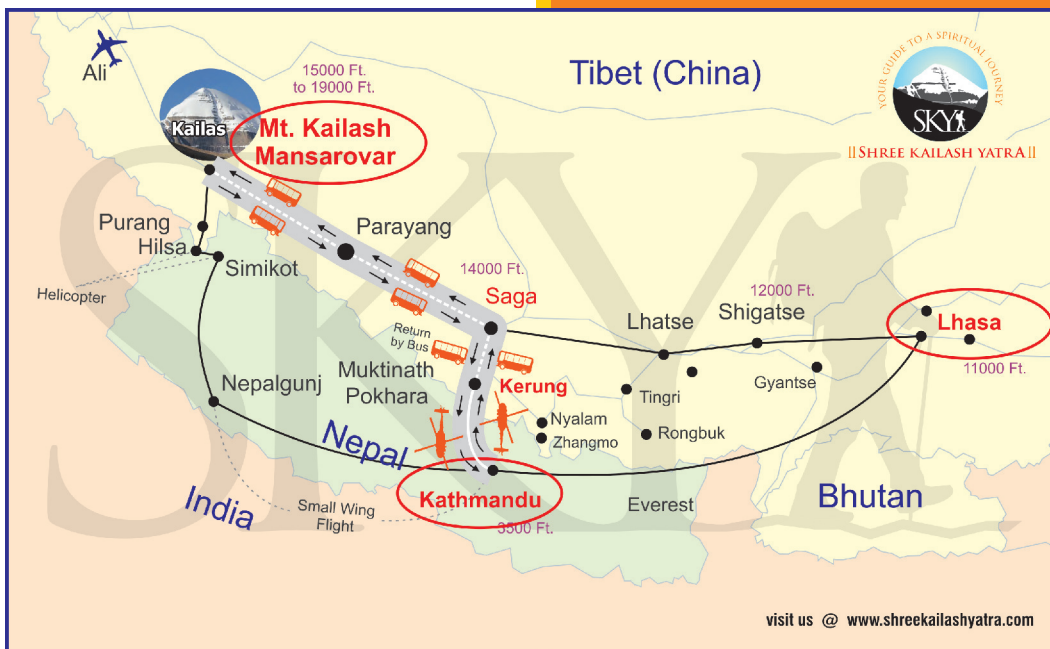 Ali
15000 Ft.
to 19000 Ft.
Tibet (China)
YOUR GUIDE TO A SPIRITUAL JOURNEY
SKY
|| SHREE KAILASH YATRA ||
Kailas
Mt. Kailash
Mansarovar
Purang
Hilsa
Simikot
Parayang
Helicopter
14000 Ft.
Saga
12000 Ft.
Shigatse
Lhatse
Lhasa
11000 Ft.
Return
by Bus
Muktinath
Pokhara
Kerung
Tingri
Gyantse
Nepalgunj
Nyalam
Zhangmo
Rongbuk
Nepal
India
Small Wing
Flight
Kathmandu
3500 Ft.
Everest
Bhutan
SKY
visit us @ www.shreekailashyatra.com